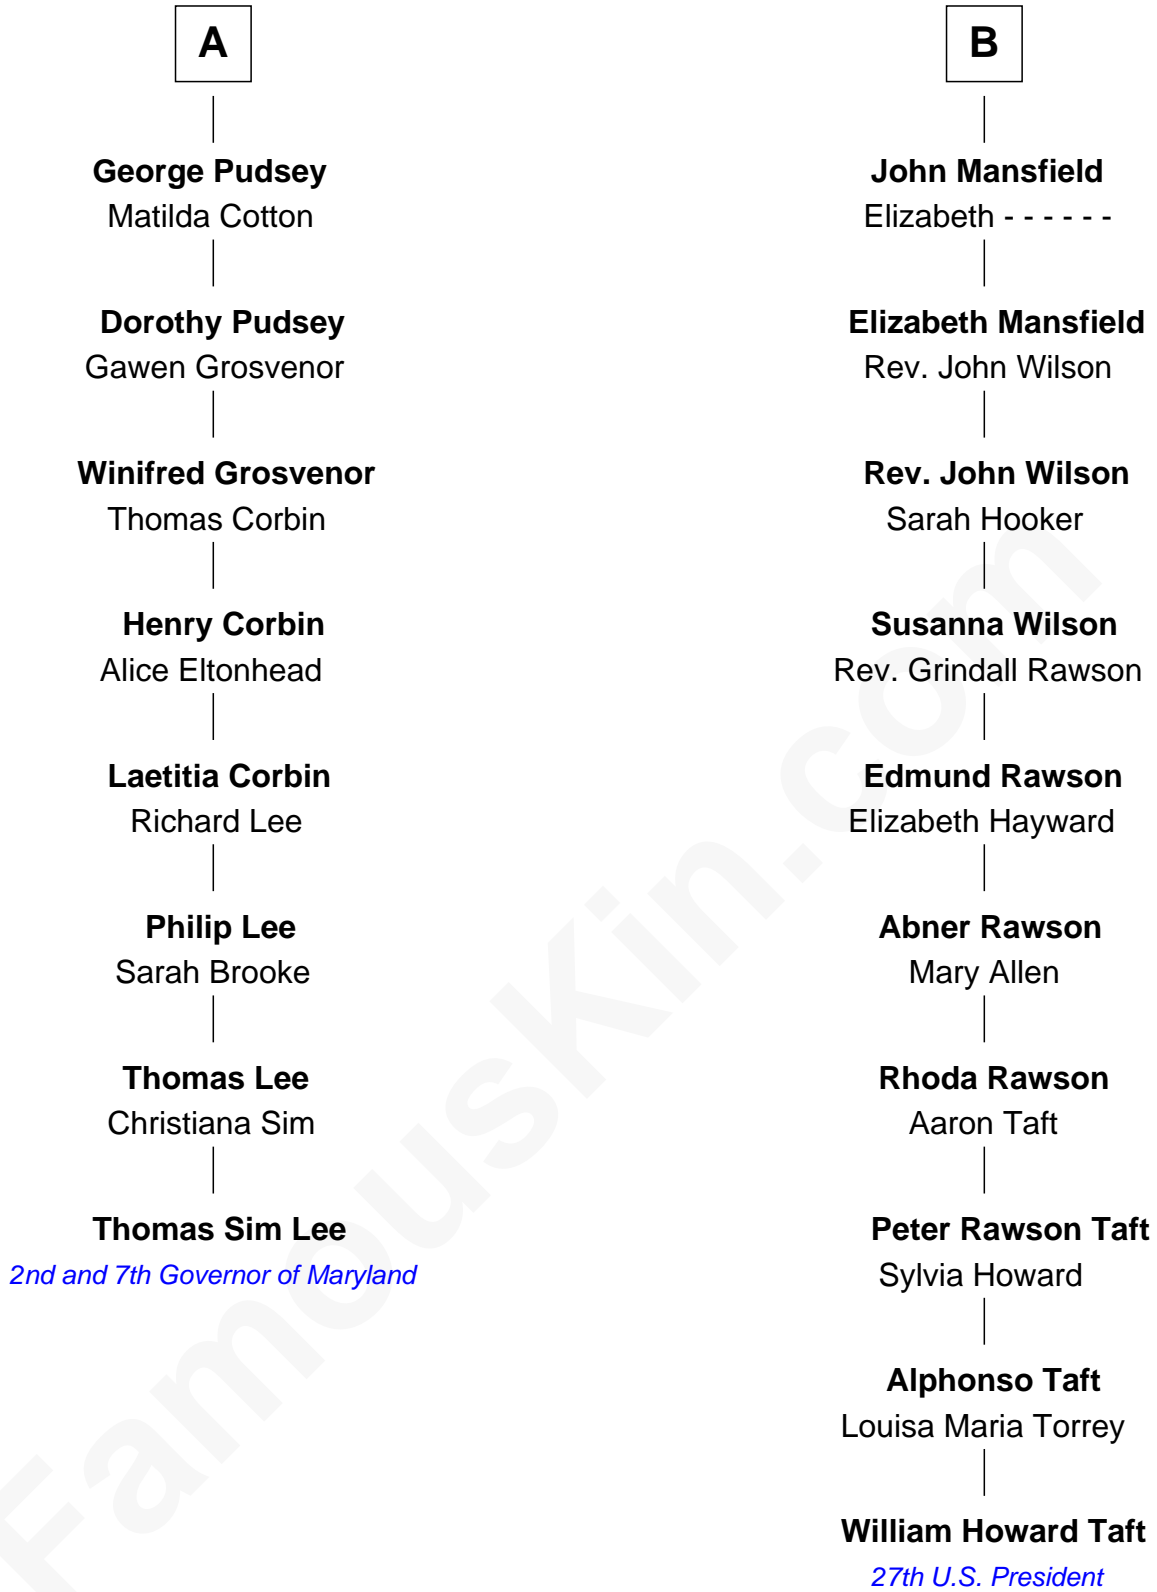 A
George Pudsey
Matilda Cotton
Dorothy Pudsey
Gawen Grosvenor
Winifred Grosvenor
Thomas Corbin
Henry Corbin
Alice Eltonhead
Laetitia Corbin
Richard Lee
Philip Lee
Sarah Brooke
Thomas Lee
Christiana Sim
Thomas Sim Lee
2nd and 7th Governor of Maryland
B
John Mansfield
Elizabeth - - - - - -
Elizabeth Mansfield
Rev. John Wilson
Rev. John Wilson
Sarah Hooker
Susanna Wilson
Rev. Grindall Rawson
Edmund Rawson
Elizabeth Hayward
Abner Rawson
Mary Allen
Rhoda Rawson
Aaron Taft
Peter Rawson Taft
Sylvia Howard
Alphonso Taft
Louisa Maria Torrey
William Howard Taft
27th U.S. President
FamousKin.com